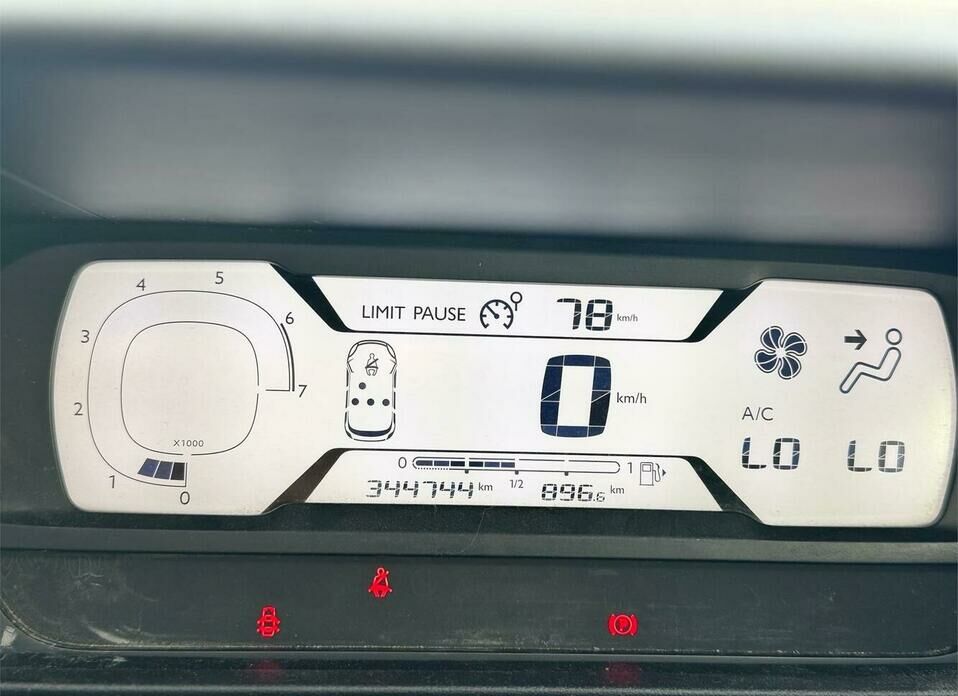 4 5
3 6
2 7
X1000
1 0
LIMIT PAUSE 78 km/h
0 km/h
0 1/2 1
344744 km 896.6 km
A/C
LO LO
P